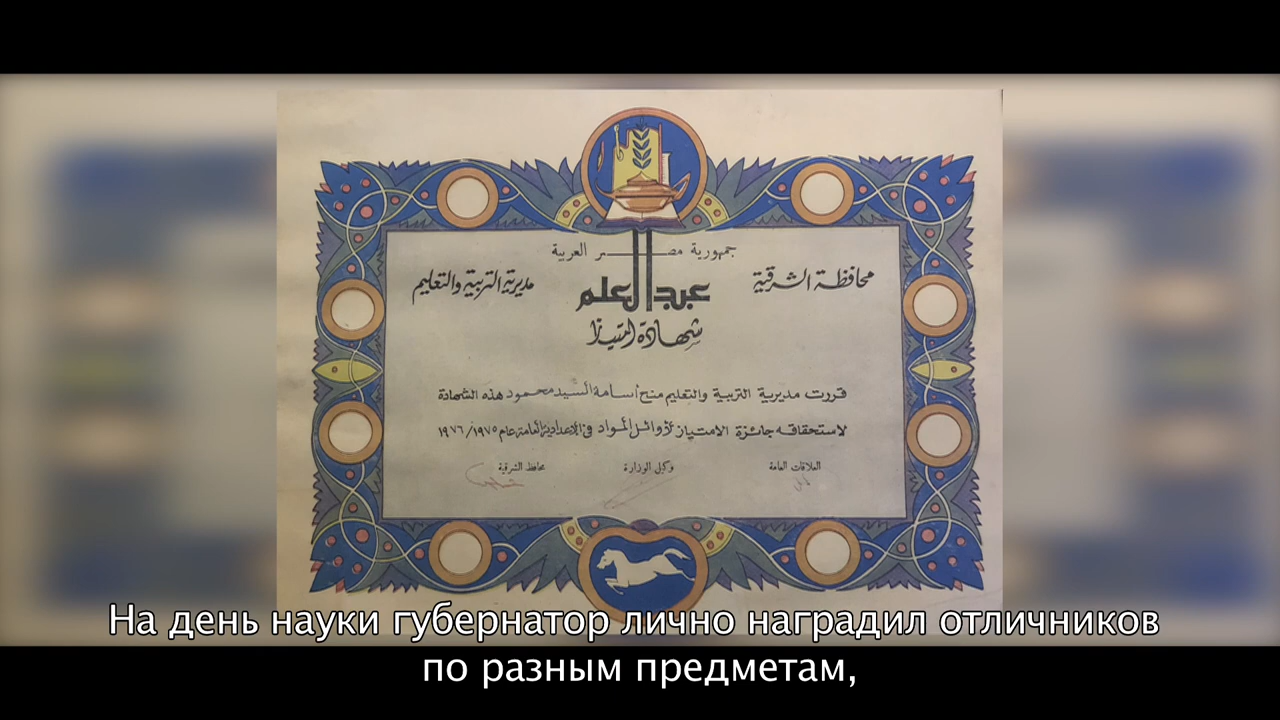 جمهورية مصر العربية
محافظة الشرقية
مديرية التربية والتعليم
عيد العلم
شهادة امتياز
قررت مديرية التربية والتعليم منح أسامة السيد محمود هذه الشهادة
لاستحقاقه جائزة الامتياز لأوائل المواد في الاعدادية العامة عام ١٩٧٥/١٩٧٦
العلاقات العامة
وكيل الوزارة
محافظ الشرقية
На день науки губернатор лично наградил отличников
по разным предметам,